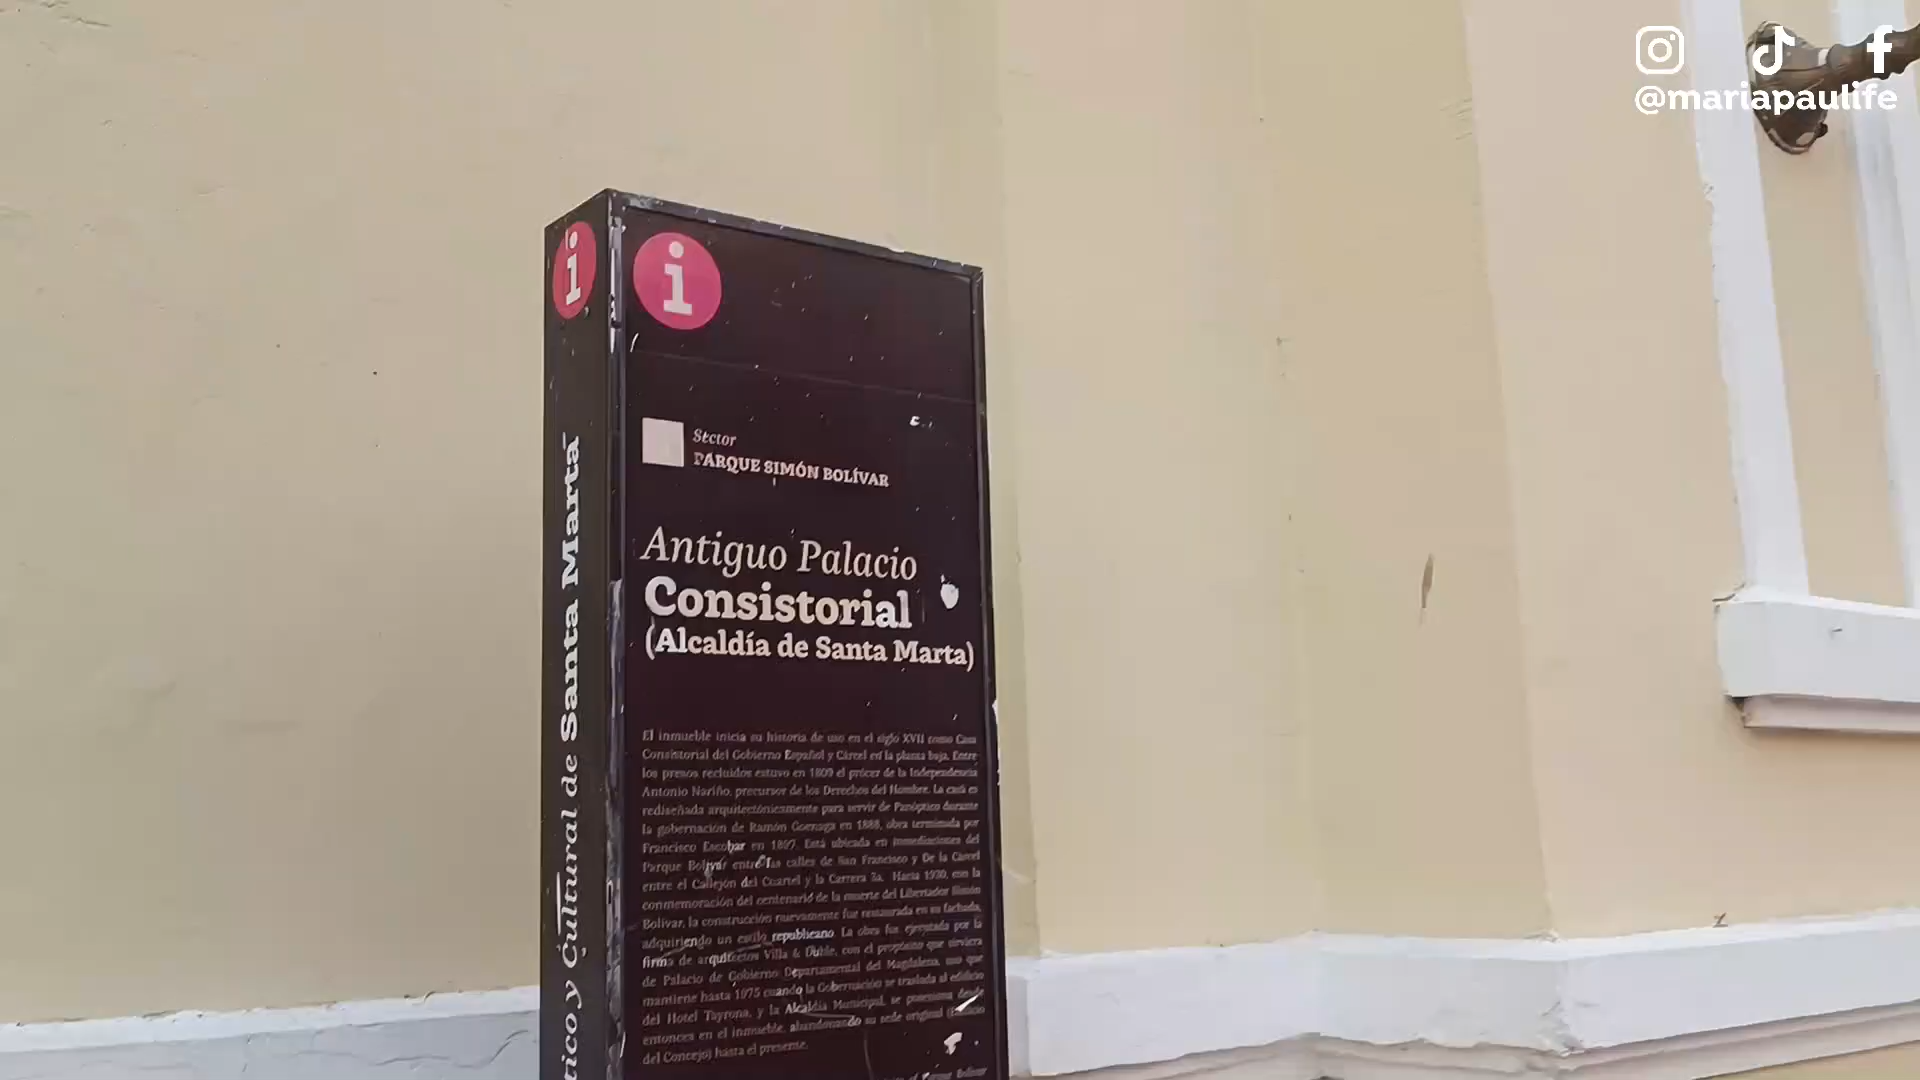 @mariapaulife
i
i
Sector
PARQUE SIMÓN BOLÍVAR
Antiguo Palacio
Consistorial
(Alcaldía de Santa Marta)
tico y Cultural de Santa Marta
El inmueble inicia su historia de uso en el siglo XVII como Casa
Consistorial del Gobierno Español y Cárcel en la planta baja. Entre
los presos recluidos estuvo en 1809 el prócer de la Independencia
Antonio Nariño, precursor de los Derechos del Hombre. La casa es
rediseñada arquitectónicamente para servir de Panóptico durante
la gobernación de Ramón Goenaga en 1888, obra terminada por
Francisco Escobar en 1897. Está ubicada en inmediaciones del
Parque Bolívar entre las calles de San Francisco y De la Cárcel
entre el Callejón del Cuartel y la Carrera 2a. Hacia 1930, con la
conmemoración del centenario de la muerte del Libertador Simón
Bolívar, la construcción nuevamente fue restaurada en su fachada,
adquiriendo un estilo republicano. La obra fue ejecutada por la
firma de arquitectos Villa &, con el propósito que sirviera
de Palacio de Gobierno Departamental del Magdalena, uso que
mantiene hasta 1975 cuando la Gobernación se traslada al edificio
del Hotel Tayrona, y la Alcaldía Municipal, se posesiona desde
entonces en el inmueble, abandonando su sede original (Edificio
del Concejo) hasta el presente.
Parque Bolívar